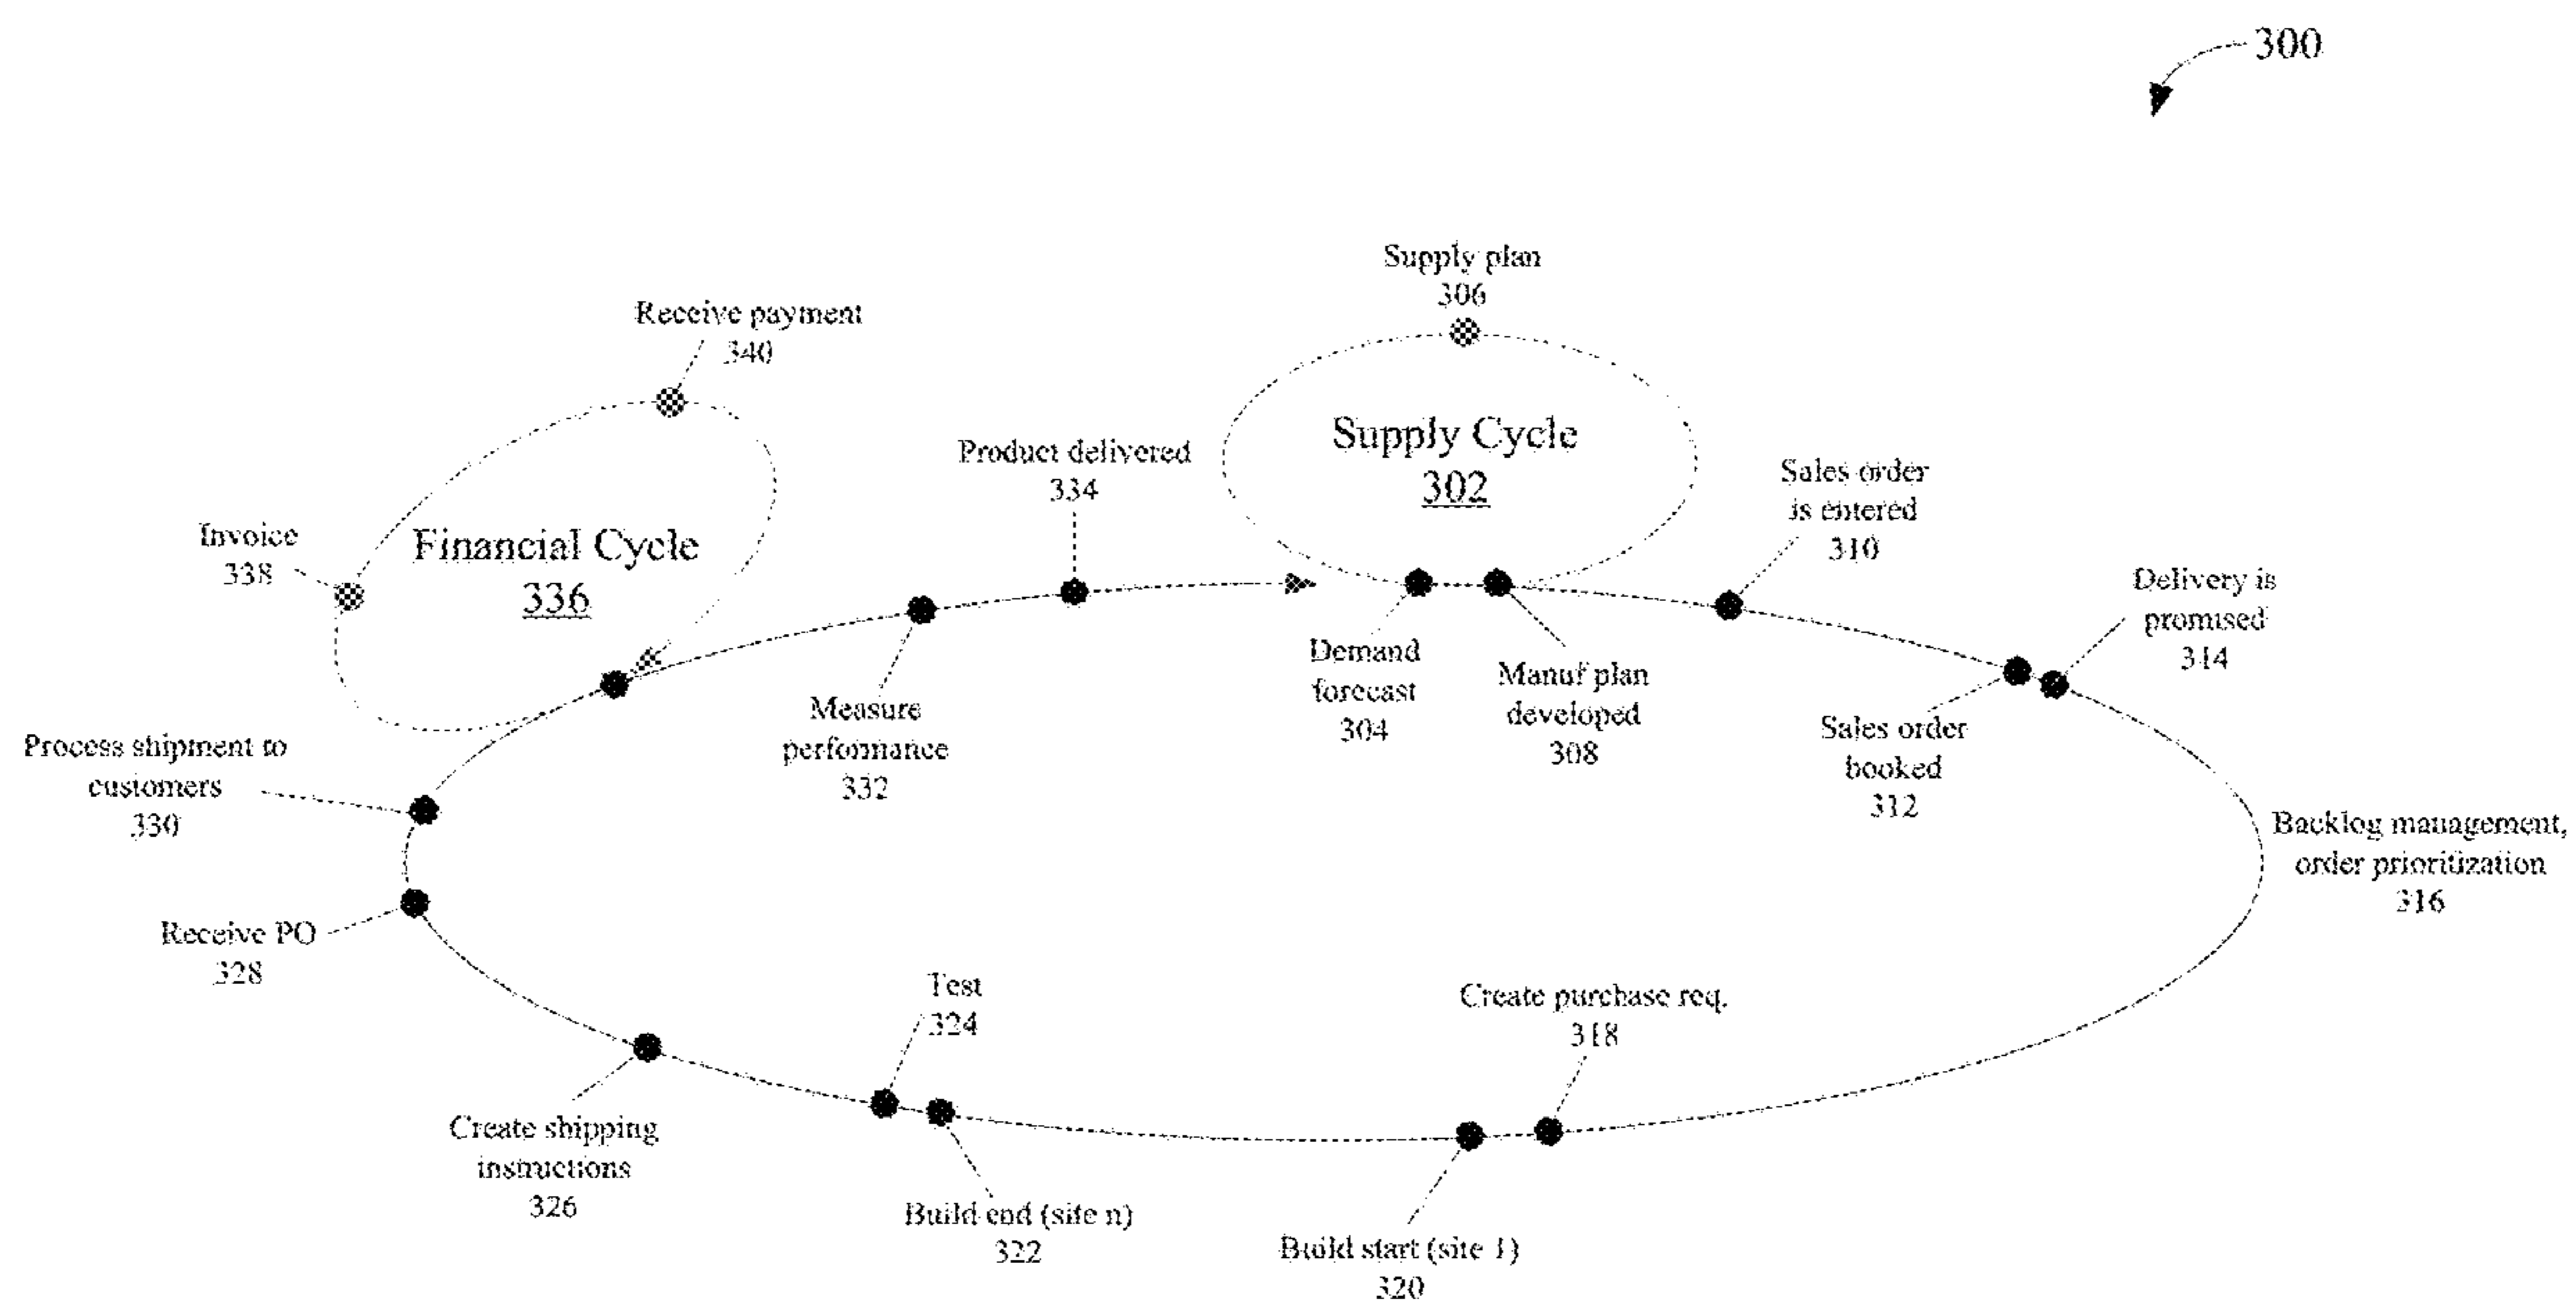 300
Supply plan
306
Receive payment
340
Supply Cycle
302
Product delivered
334
Sales order
is entered
310
Invoice
338
Financial Cycle
336
Delivery is
promised
314
Demand
forecast
304
Manuf plan
developed
308
Measure
performance
332
Sales order
booked
312
Process shipment to
customers
330
Backlog management,
order prioritization
316
Receive PO
328
Test
324
Create purchase req.
318
Create shipping
instructions
326
Build end (site n)
322
Build start (site 1)
320